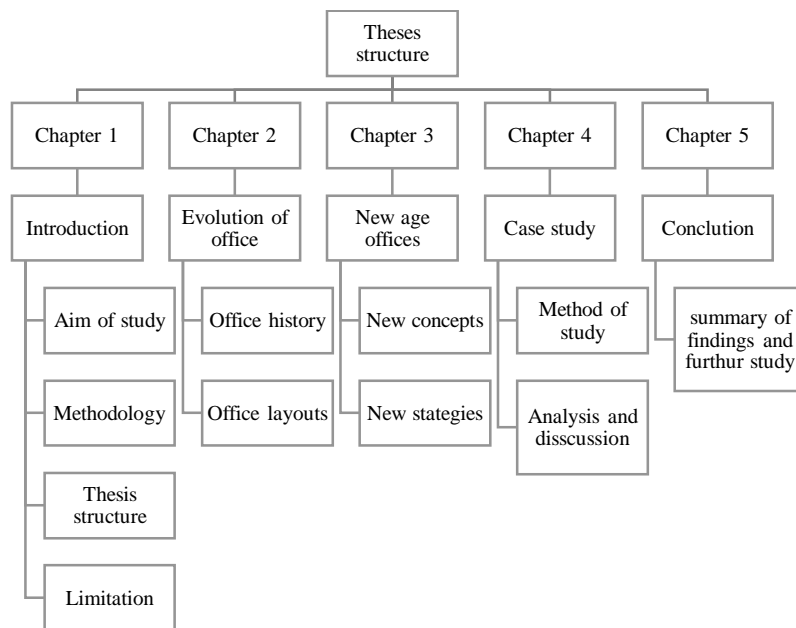 Theses
structure
Chapter 1
Chapter 2
Chapter 3
Chapter 4
Chapter 5
Introduction
Evolution of
office
New age
offices
Case study
Conclution
Aim of study
Methodology
Thesis
structure
Limitation
Office history
Office layouts
New concepts
New stategies
Method of
study
Analysis and
disscussion
summary of
findings and
furthur study